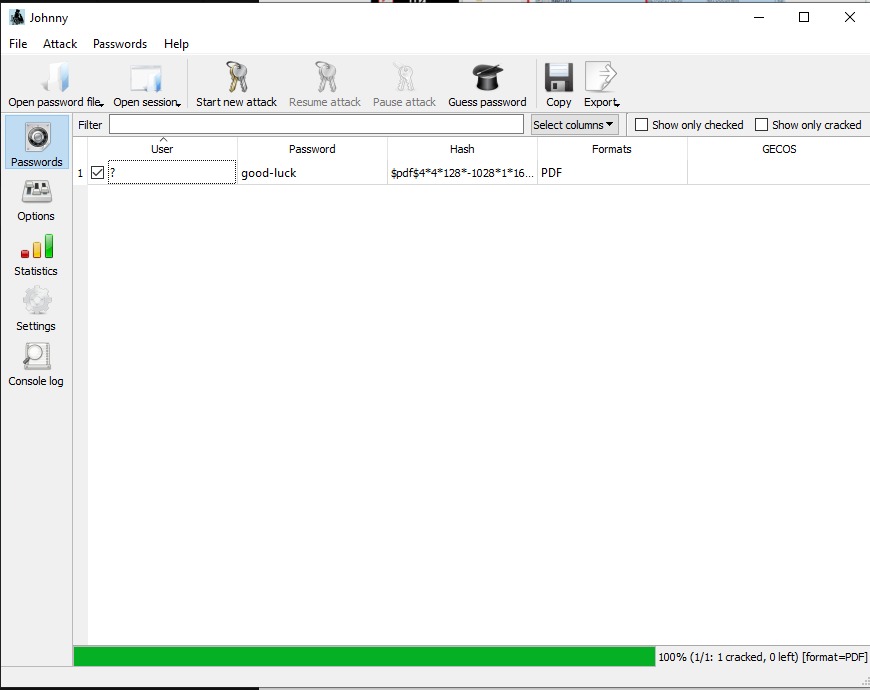 Johnny
File Attack Passwords Help
Open password file Open session Start new attack Resume attack Pause attack Guess password Copy Export
Passwords
Options
Statistics
Settings
Console log
Filter Select columns Show only checked Show only cracked
User Password Hash Formats GECOS
1 ? good-luck $pdf$4*4*128*-1028*1*16... PDF
100% (1/1: 1 cracked, 0 left) [format=PDF]